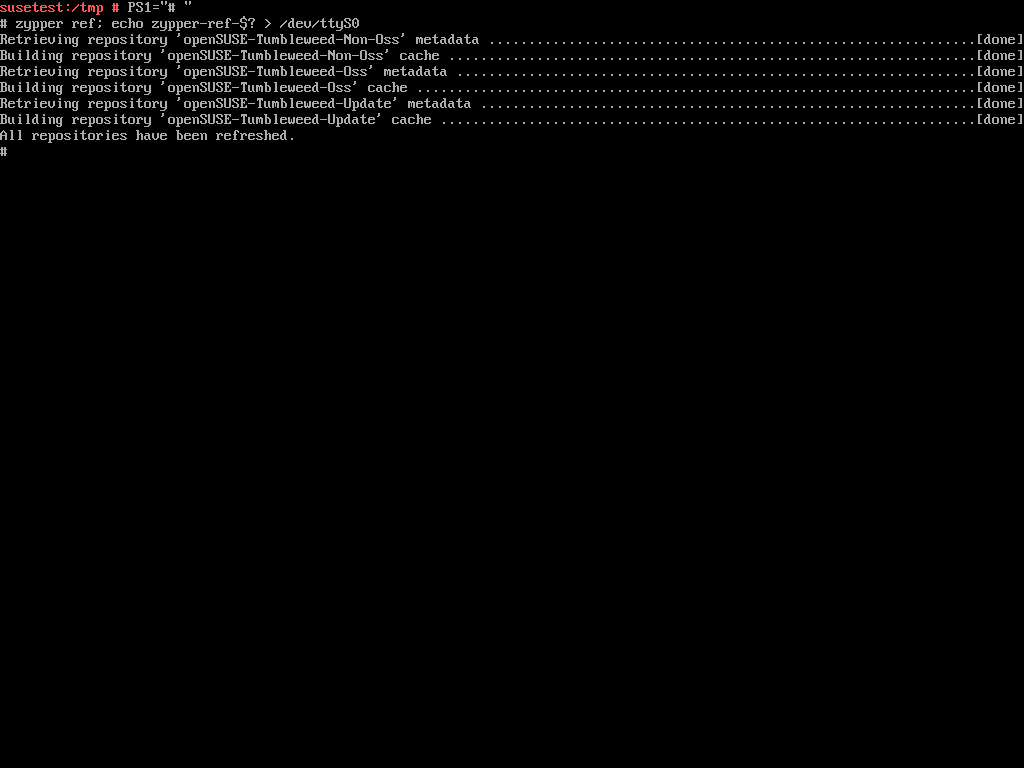 susetest:/tmp # PS1="# "
# zypper ref; echo zypper-ref-$? > /dev/ttyS0
Retrieving repository 'openSUSE-Tumbleweed-Non-Oss' metadata .............................................................[done]
Building repository 'openSUSE-Tumbleweed-Non-Oss' cache ..................................................................[done]
Retrieving repository 'openSUSE-Tumbleweed-Oss' metadata .................................................................[done]
Building repository 'openSUSE-Tumbleweed-Oss' cache ......................................................................[done]
Retrieving repository 'openSUSE-Tumbleweed-Update' metadata ..............................................................[done]
Building repository 'openSUSE-Tumbleweed-Update' cache ...................................................................[done]
All repositories have been refreshed.
#